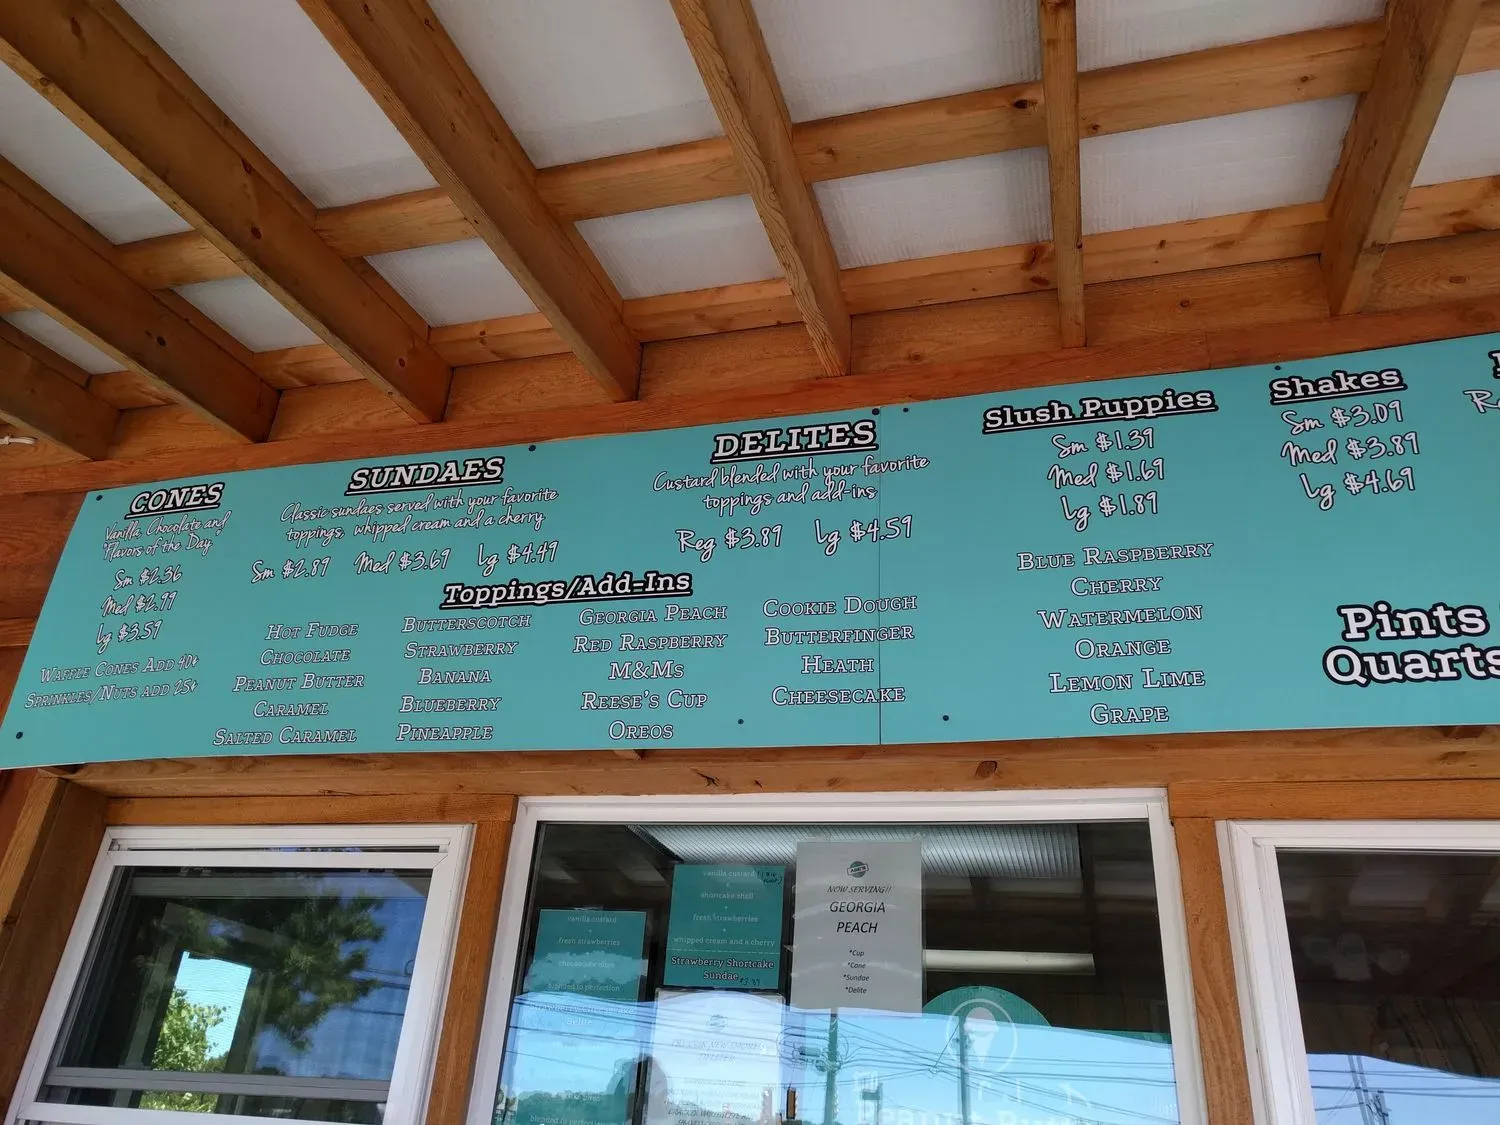 CONES
Vanilla, Chocolate and
Flavors of the Day
Sm $2.36
Med $2.99
Lg $3.59
Waffle Cones Add 40¢
Sprinkles/Nuts add 25¢
SUNDAES
Classic sundaes served with your favorite
toppings, whipped cream and a cherry
Sm $2.89 Med $3.69 Lg $4.49
DELITES
Custard blended with your favorite
toppings and add-ins
Reg $3.89 Lg $4.59
Toppings/Add-Ins
Hot Fudge
Chocolate
Peanut Butter
Caramel
Salted Caramel
Butterscotch
Strawberry
Banana
Blueberry
Pineapple
Georgia Peach
Red Raspberry
M&Ms
Reese's Cup
Oreos
Cookie Dough
Butterfinger
Heath
Cheesecake
Slush Puppies
Sm $1.39
Med $1.69
Lg $1.89
Blue Raspberry
Cherry
Watermelon
Orange
Lemon Lime
Grape
Shakes
Sm $3.09
Med $3.89
Lg $4.69
Pints
Quarts
vanilla custard
+
fresh strawberries
+
cheesecake bites
blended to perfection
Strawberry Cheesecake
Delite
vanilla custard
+
shortcake shell
+
fresh strawberries
+
whipped cream and a cherry
Strawberry Shortcake
Sundae
NOW SERVING!!
GEORGIA
PEACH
*Cup
*Cone
*Sundae
*Delite